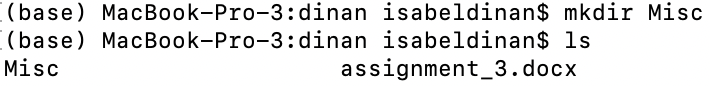 (base) MacBook-Pro-3:dinan isabeldinan$ mkdir Misc
(base) MacBook-Pro-3:dinan isabeldinan$ ls
Misc assignment_3.docx